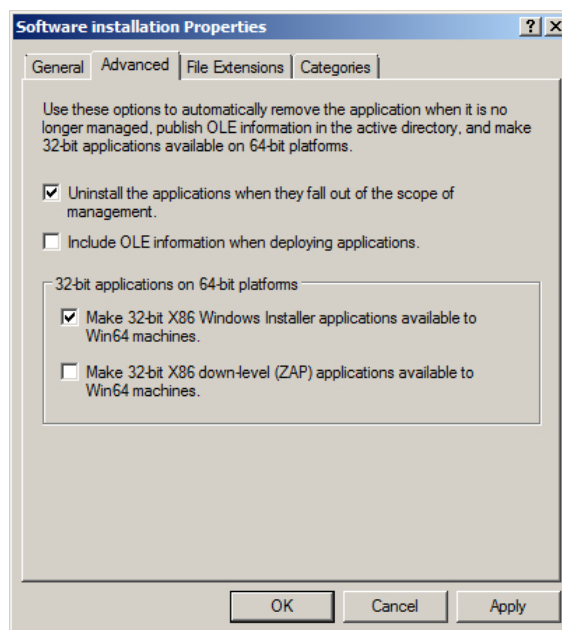 Software installation Properties
General Advanced File Extensions Categories
Use these options to automatically remove the application when it is no
longer managed, publish OLE information in the active directory, and make
32-bit applications available on 64-bit platforms.
Uninstall the applications when they fall out of the scope of
management.
Include OLE information when deploying applications.
32-bit applications on 64-bit platforms
Make 32-bit X86 Windows Installer applications available to
Win64 machines.
Make 32-bit X86 down-level (ZAP) applications available to
Win64 machines.
OK Cancel Apply